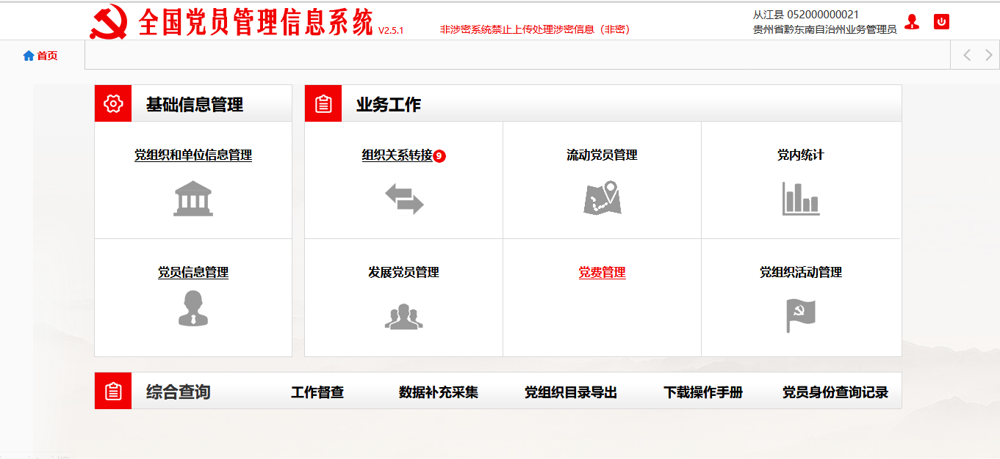 全国党员管理信息系统 V2.5.1
非涉密系统禁止上传处理涉密信息（非密）
从江县 052000000021
贵州省黔东南自治州业务管理员
首页
基础信息管理
党组织和单位信息管理
党员信息管理
业务工作
组织关系转接 9
流动党员管理
党内统计
发展党员管理
党费管理
党组织活动管理
综合查询
工作督查
数据补充采集
党组织目录导出
下载操作手册
党员身份查询记录